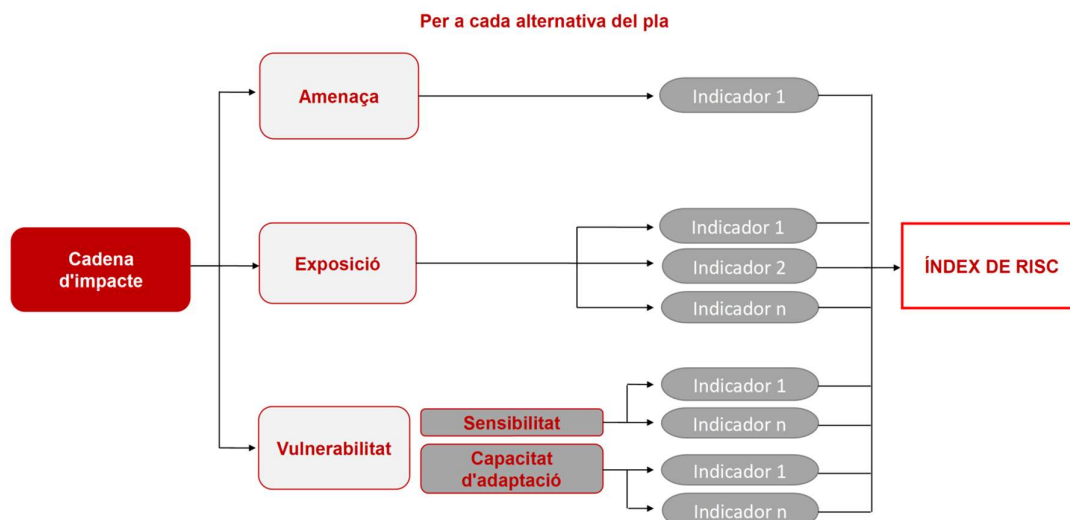 Per a cada alternativa del pla
Amenaça
Indicador 1
Cadena
d'impacte
Exposició
Indicador 1
Indicador 2
Indicador n
ÍNDEX DE RISC
Vulnerabilitat
Sensibilitat
Indicador 1
Indicador n
Capacitat
d'adaptació
Indicador 1
Indicador n